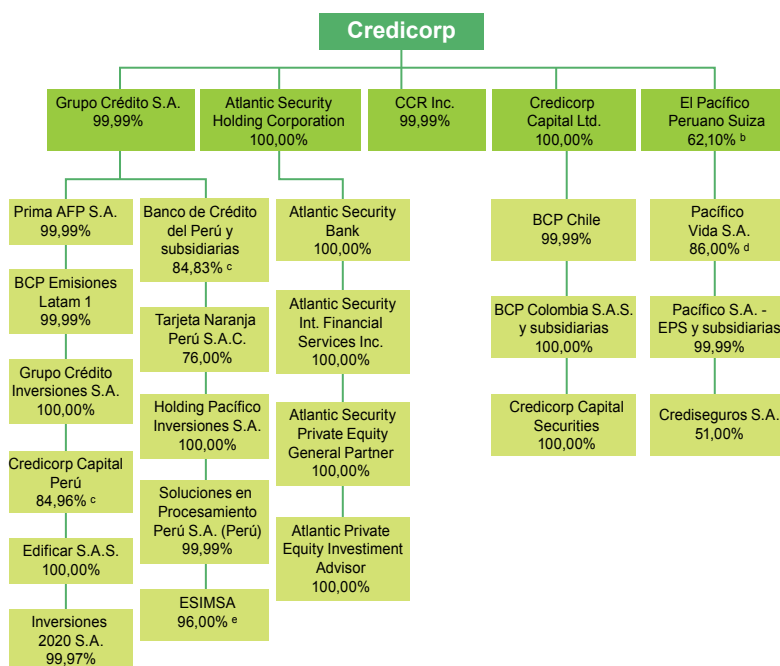 Credicorp
Grupo Crédito S.A.
99,99%
Atlantic Security
Holding Corporation
100,00%
CCR Inc.
99,99%
Credicorp
Capital Ltd.
100,00%
El Pacífico
Peruano Suiza
62,10% b
Prima AFP S.A.
99,99%
BCP Emisiones
Latam 1
99,99%
Grupo Crédito
Inversiones S.A.
100,00%
Credicorp Capital
Perú
84,96% c
Edificar S.A.S.
100,00%
Inversiones
2020 S.A.
99,97%
Banco de Crédito
del Perú y
subsidiarias
84,83% c
Tarjeta Naranja
Perú S.A.C.
76,00%
Holding Pacífico
Inversiones S.A.
100,00%
Soluciones en
Procesamiento
Perú S.A. (Perú)
99,99%
ESIMSA
96,00% e
Atlantic Security
Bank
100,00%
Atlantic Security
Int. Financial
Services Inc.
100,00%
Atlantic Security
Private Equity
General Partner
100,00%
Atlantic Private
Equity Investiment
Advisor
100,00%
BCP Chile
99,99%
BCP Colombia S.A.S.
y subsidiarias
100,00%
Credicorp Capital
Securities
100,00%
Pacífico
Vida S.A.
86,00% d
Pacífico S.A. -
EPS y subsidiarias
99,99%
Crediseguros S.A.
51,00%